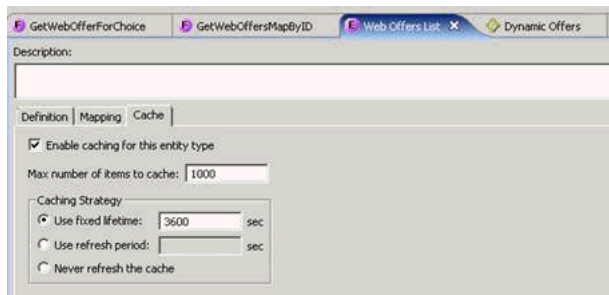 GetWebOfferForChoice GetWebOffersMapByID Web Offers List Dynamic Offers
Description:
Definition Mapping Cache
Enable caching for this entity type
Max number of items to cache: 1000
Caching Strategy
Use fixed lifetime: 3600 sec
Use refresh period: sec
Never refresh the cache